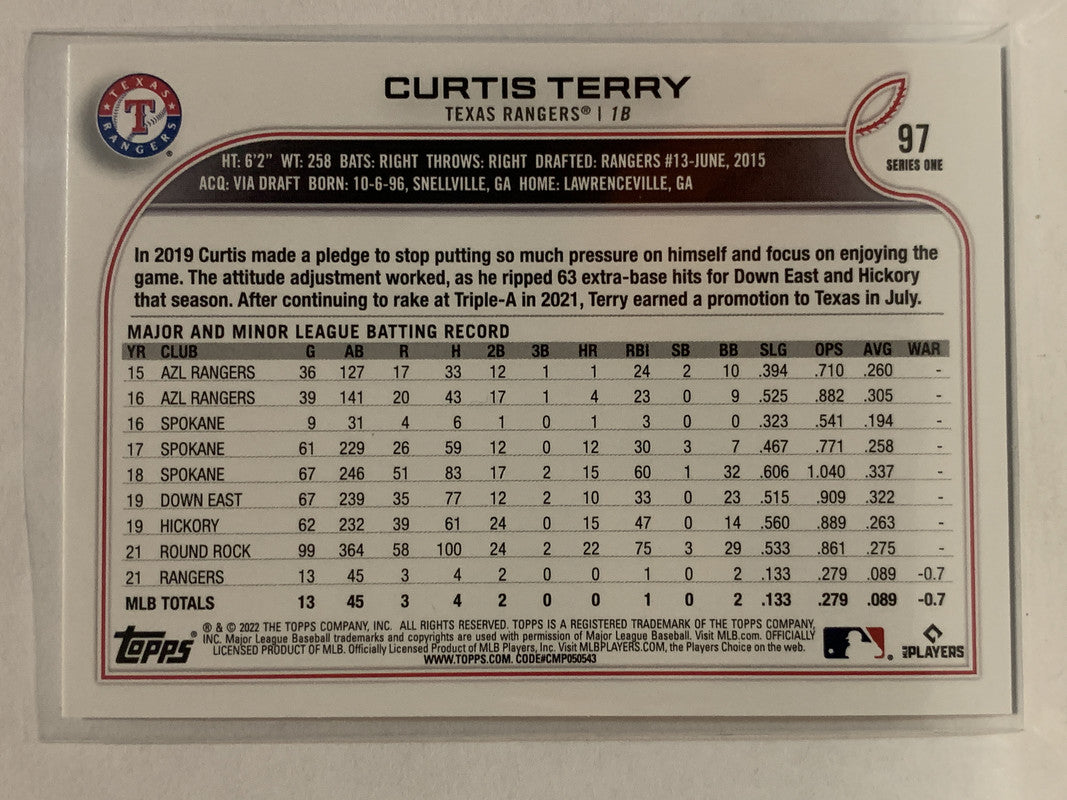 CURTIS TERRY
TEXAS RANGERS® | 1B
TEXAS RANGERS T ®
97
SERIES ONE
HT: 6'2" WT: 258 BATS: RIGHT THROWS: RIGHT DRAFTED: RANGERS #13-JUNE, 2015
ACQ: VIA DRAFT BORN: 10-6-96, SNELLVILLE, GA HOME: LAWRENCEVILLE, GA
In 2019 Curtis made a pledge to stop putting so much pressure on himself and focus on enjoying the
game. The attitude adjustment worked, as he ripped 63 extra-base hits for Down East and Hickory
that season. After continuing to rake at Triple-A in 2021, Terry earned a promotion to Texas in July.
MAJOR AND MINOR LEAGUE BATTING RECORD
YR CLUB G AB R H 2B 3B HR RBI SB BB SLG OPS AVG WAR
15 AZL RANGERS 36 127 17 33 12 1 1 24 2 10 .394 .710 .260 -
16 AZL RANGERS 39 141 20 43 17 1 4 23 0 9 .525 .882 .305 -
16 SPOKANE 9 31 4 6 1 0 1 3 0 0 .323 .541 .194 -
17 SPOKANE 61 229 26 59 12 0 12 30 3 7 .467 .771 .258 -
18 SPOKANE 67 246 51 83 17 2 15 60 1 32 .606 1.040 .337 -
19 DOWN EAST 67 239 35 77 12 2 10 33 0 23 .515 .909 .322 -
19 HICKORY 62 232 39 61 24 0 15 47 0 14 .560 .889 .263 -
21 ROUND ROCK 99 364 58 100 24 2 22 75 3 29 .533 .861 .275 -
21 RANGERS 13 45 3 4 2 0 0 1 0 2 .133 .279 .089 -0.7
MLB TOTALS 13 45 3 4 2 0 0 1 0 2 .133 .279 .089 -0.7
Topps®
® & © 2022 THE TOPPS COMPANY, INC. ALL RIGHTS RESERVED. TOPPS IS A REGISTERED TRADEMARK OF THE TOPPS COMPANY,
INC. Major League Baseball trademarks and copyrights are used with permission of Major League Baseball. Visit MLB.com. OFFICIALLY
LICENSED PRODUCT OF MLB. Officially Licensed Product of MLB Players, Inc. Visit MLBPLAYERS.COM, the Players Choice on the web.
WWW.TOPPS.COM. CODE#CMP050543
MLB PLAYERS